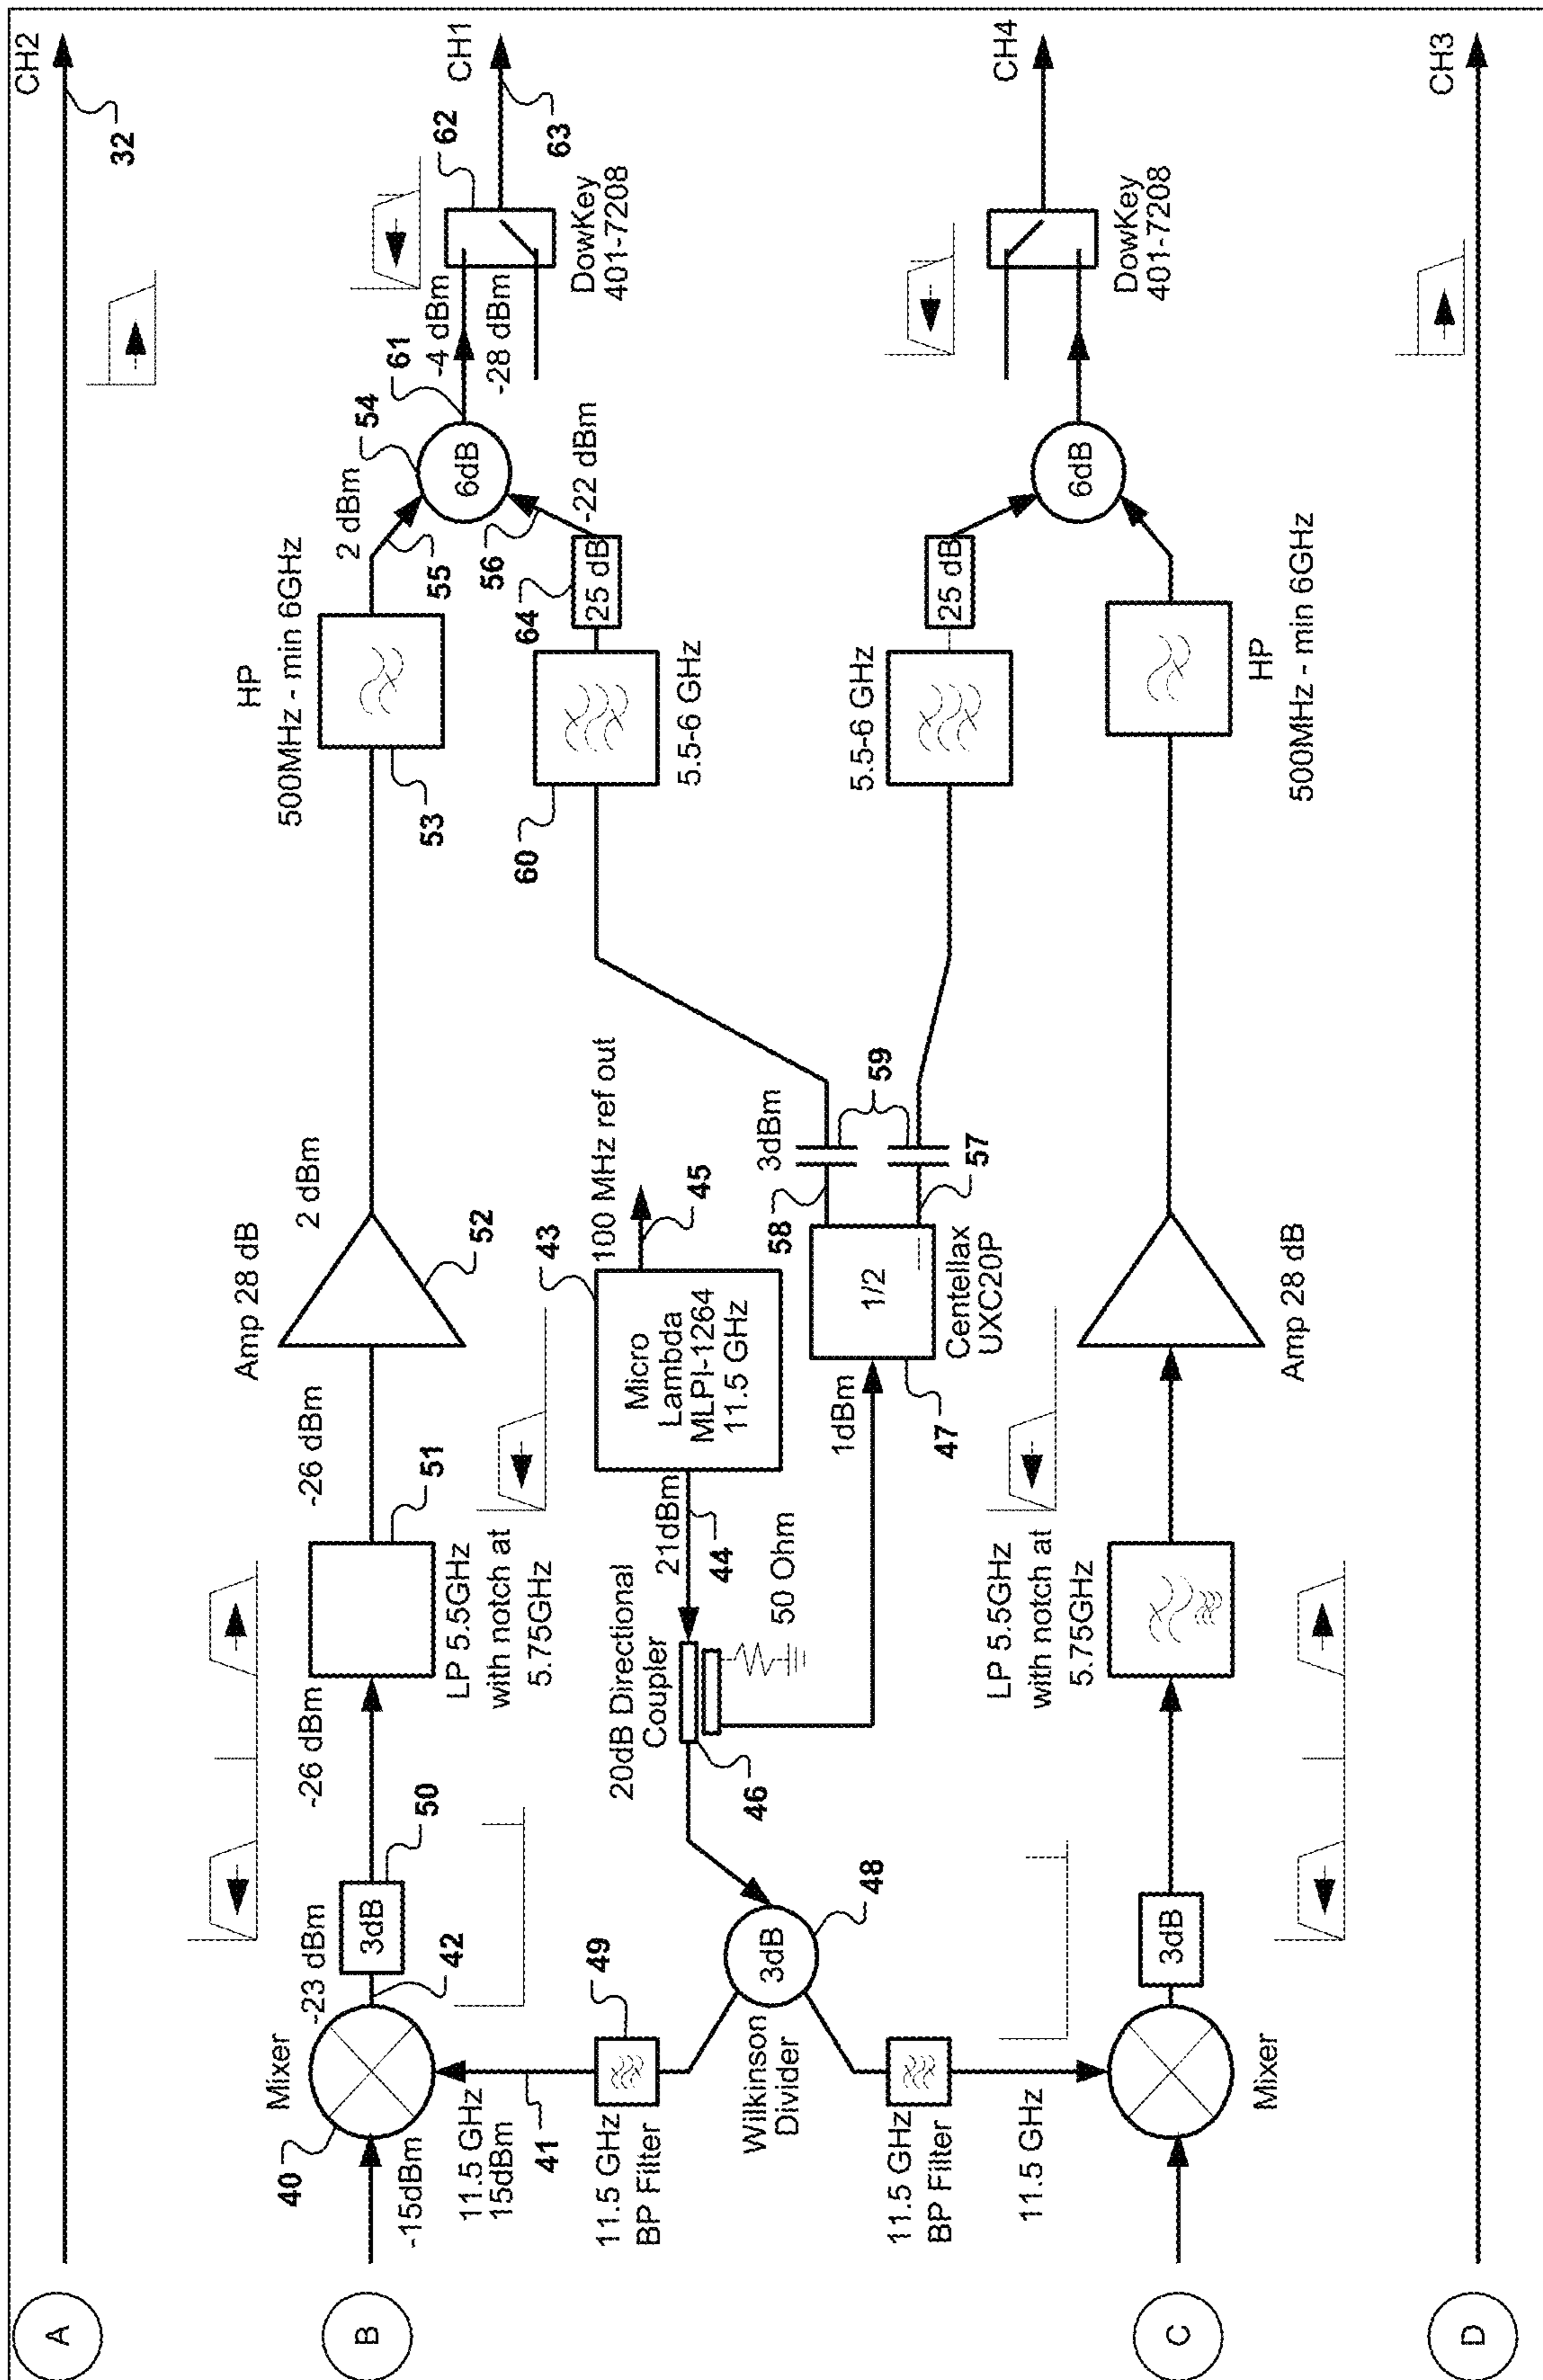 A
CH2
32
B
40
Mixer
-15dBm
-23 dBm
42
3dB
50
-26 dBm
LP 5.5GHz
with notch at
5.75GHz
51
-26 dBm
Amp 28 dB
2 dBm
52
HP
500MHz - min 6GHz
53
2 dBm
55
54
6dB
61
-4 dBm
-28 dBm
62
CH1
63
DowKey
401-7208
11.5 GHz
15dBm
41
11.5 GHz
BP Filter
49
Wilkinson
Divider
3dB
48
20dB Directional
Coupler
46
50 Ohm
21dBm
44
Micro
Lambda
MLPI-1264
11.5 GHz
43
100 MHz ref out
45
1dBm
47
1/2
Centellax
UXC20P
58
3dBm
59
57
60
5.5-6 GHz
64
25 dB
56
-22 dBm
5.5-6 GHz
25 dB
11.5 GHz
BP Filter
11.5 GHz
C
Mixer
3dB
LP 5.5GHz
with notch at
5.75GHz
Amp 28 dB
HP
500MHz - min 6GHz
6dB
DowKey
401-7208
CH4
D
CH3